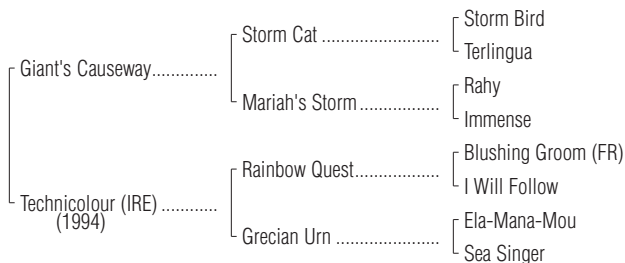 Storm Bird
Storm Cat ........................
Terlingua
Giant's Causeway.............
Rahy
Mariah's Storm................
Immense
Blushing Groom (FR)
Rainbow Quest.................
I Will Follow
Technicolour (IRE) ...........
(1994)
Ela-Mana-Mou
Grecian Urn .....................
Sea Singer